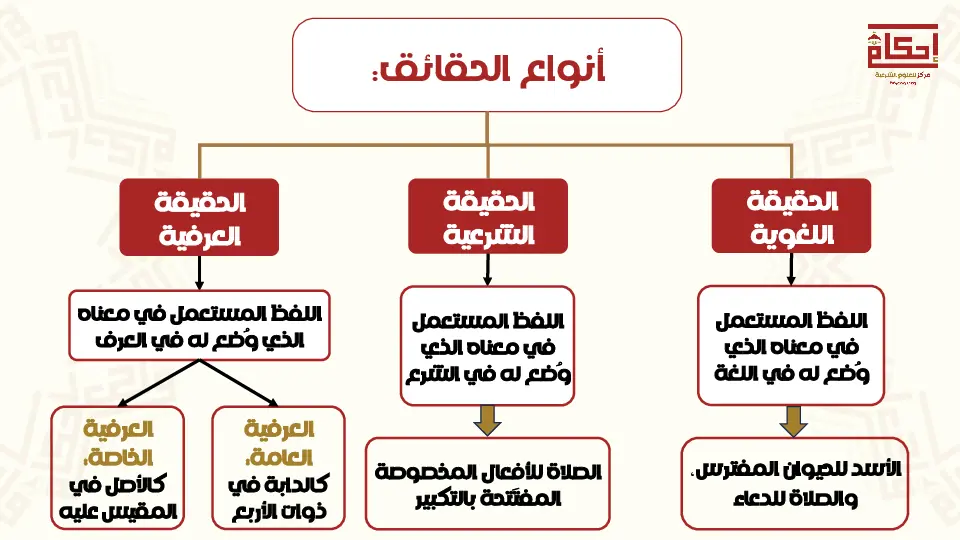 إحكام
مركز للعلوم الشرعية
أنواع الحقائق:
الحقيقة
اللغوية
الحقيقة
الشرعية
الحقيقة
العرفية
اللفظ المستعمل
في معناه الذي
وُضع له في اللغة
اللفظ المستعمل
في معناه الذي
وُضع له في الشرع
اللفظ المستعمل في معناه
الذي وُضع له في العرف
الأسد للحيوان المفترس،
والصلاة للدعاء
الصلاة للأفعال المخصوصة
المفتَتحة بالتكبير
العرفية
العامة:
كالدابة في
ذوات الأربع
العرفية
الخاصة:
كالأصل في
المقيس عليه